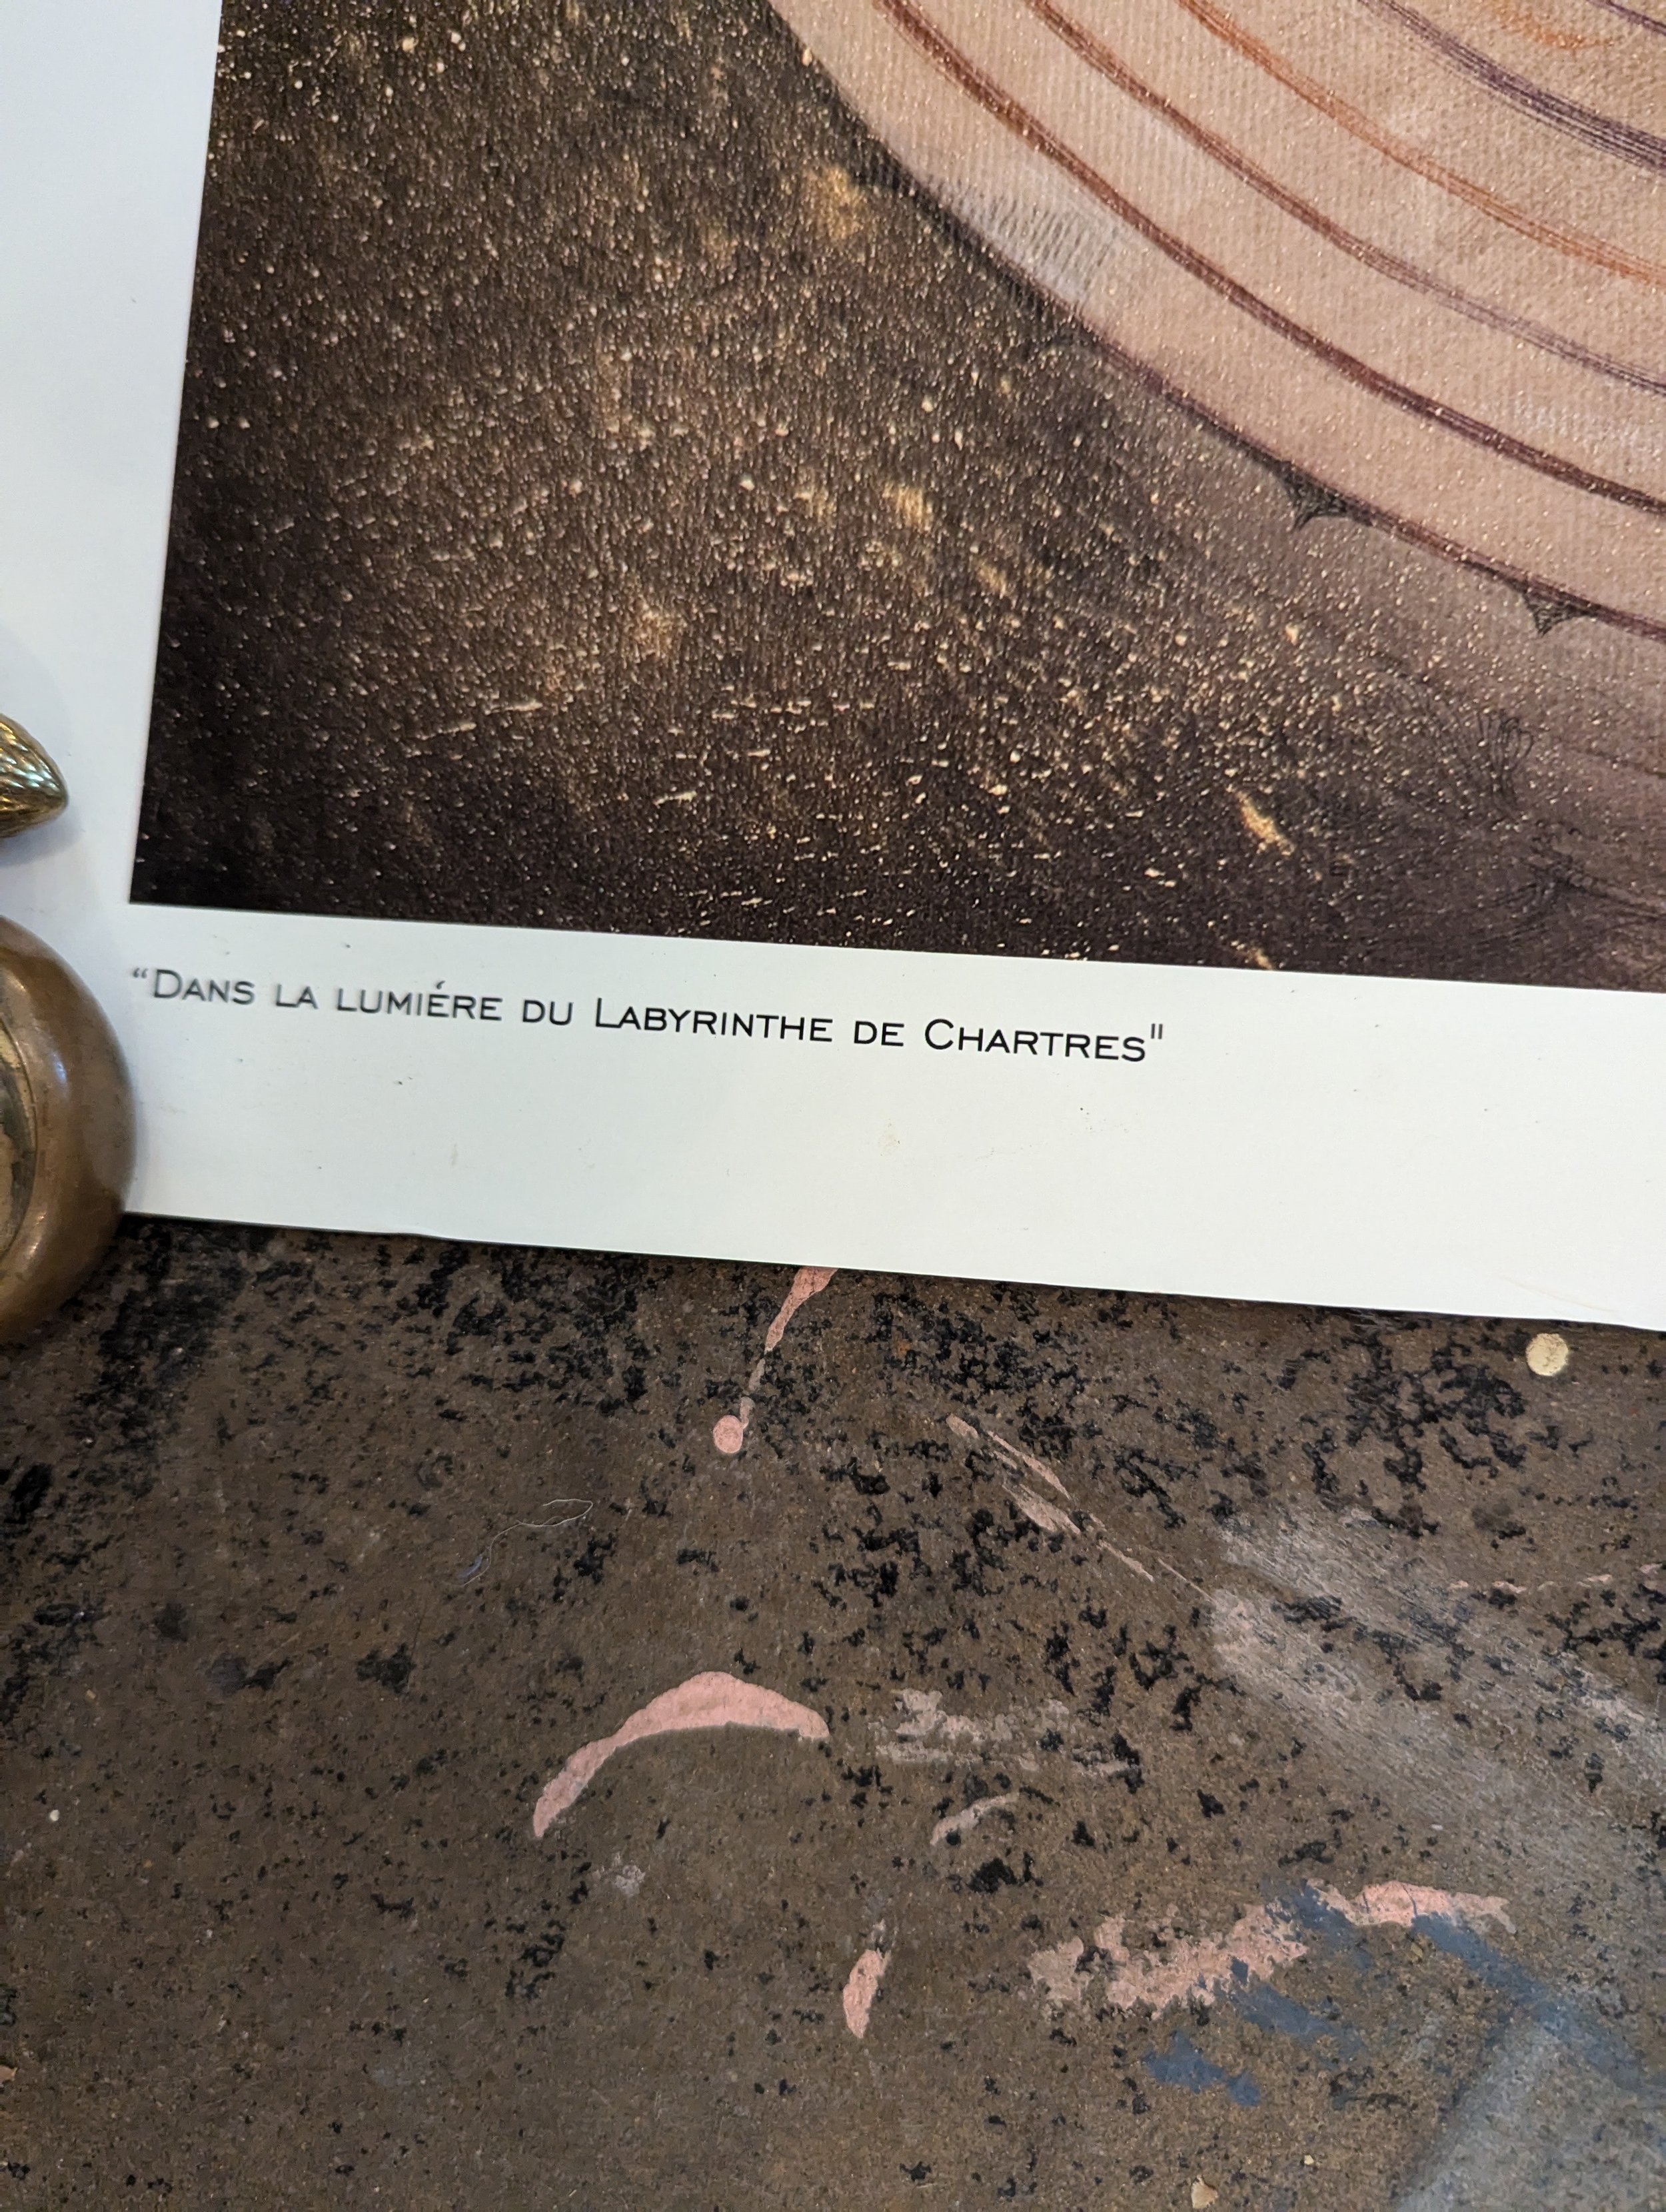 “Dans la lumiére du Labyrinthe de Chartres"